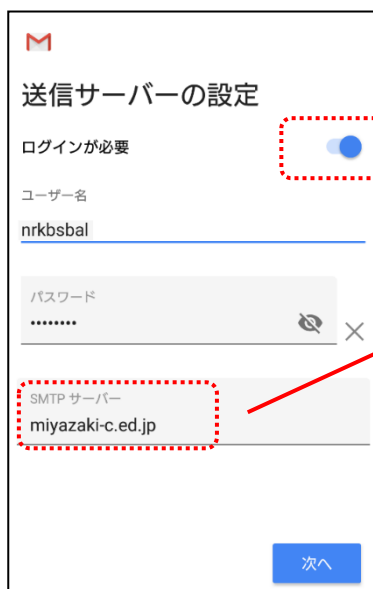 送信サーバーの設定
ログインが必要
ユーザー名
nrkbsbal
パスワード
••••••••
SMTP サーバー
miyazaki-c.ed.jp
次へ